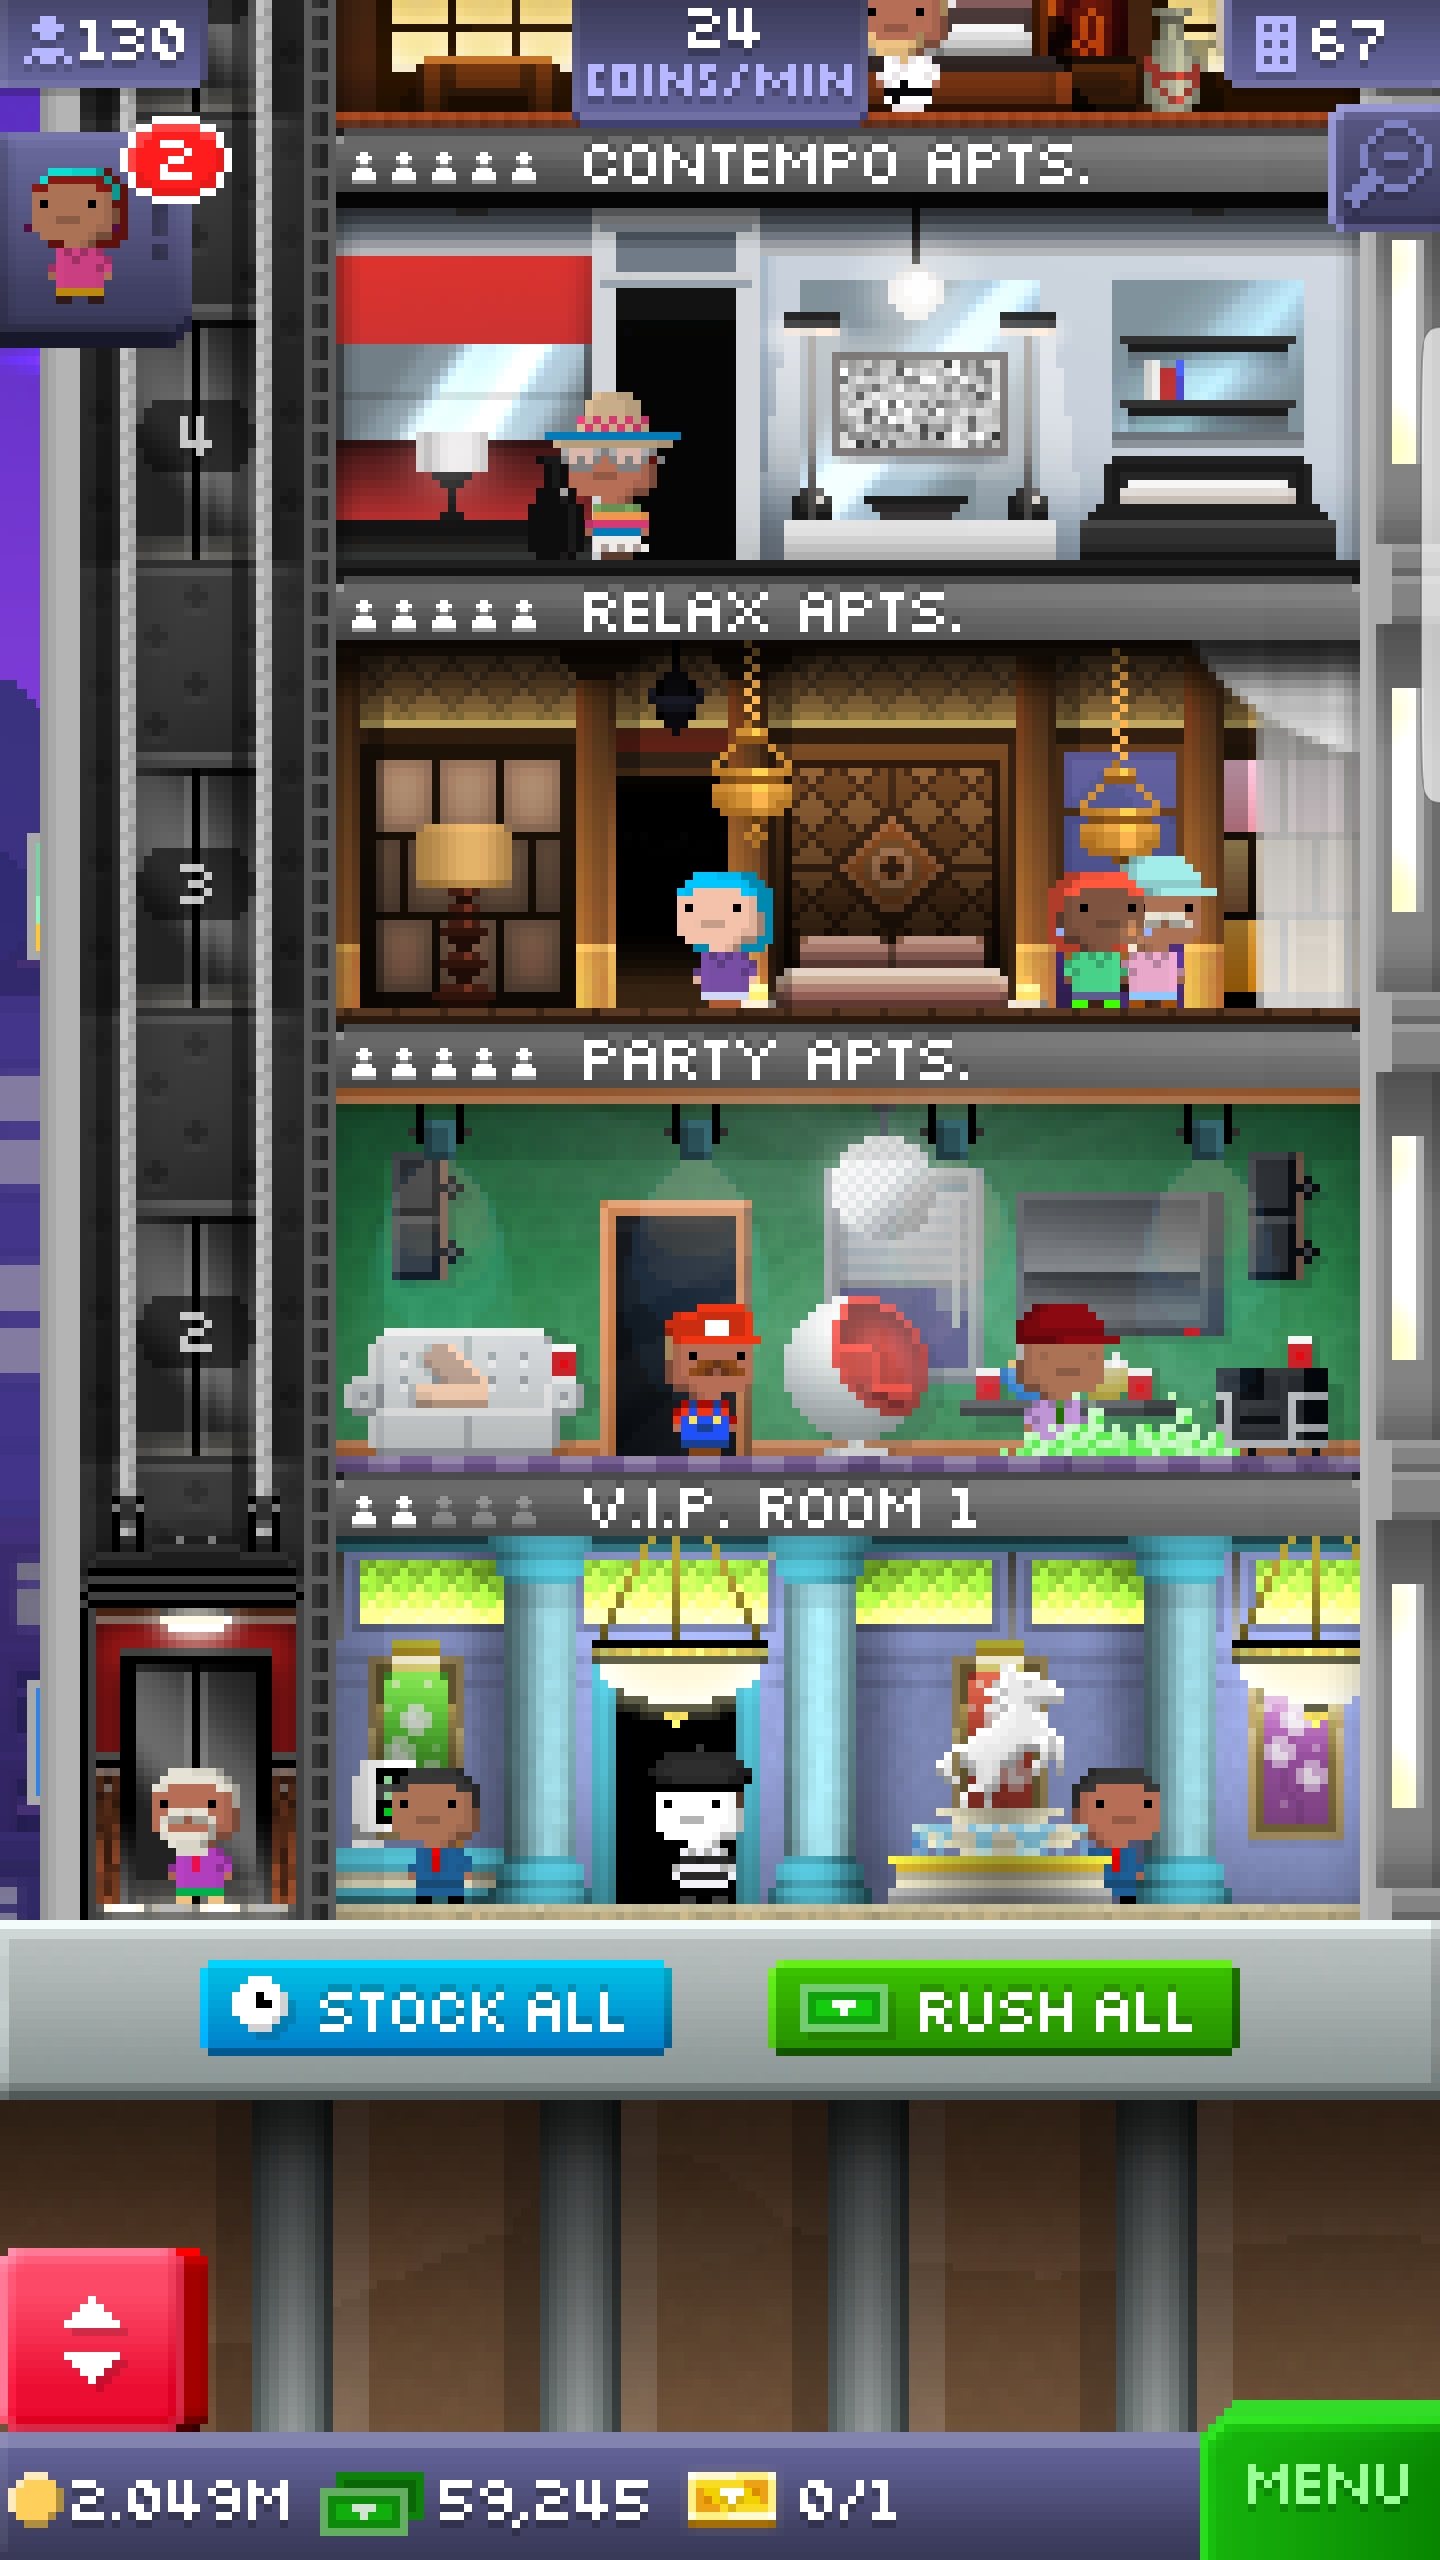 130
24
COINS/MIN
67
2
CONTEMPO APTS.
4
RELAX APTS.
3
PARTY APTS.
2
V.I.P. ROOM 1
STOCK ALL
RUSH ALL
2.049M
59,245
0/1
MENU